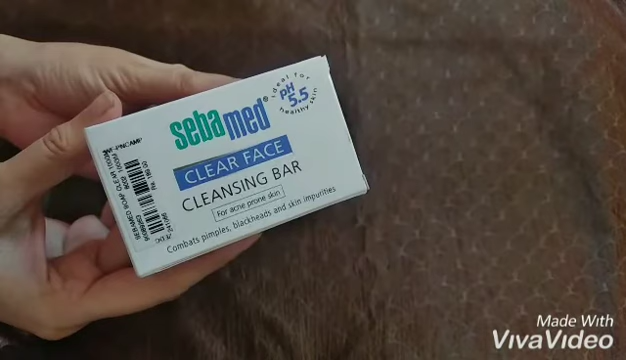 sebamed®
ideal for healthy skin
pH 5.5
CLEAR FACE
CLEANSING BAR
For acne prone skin
Combats pimples, blackheads and skin impurities
Made With
VivaVideo